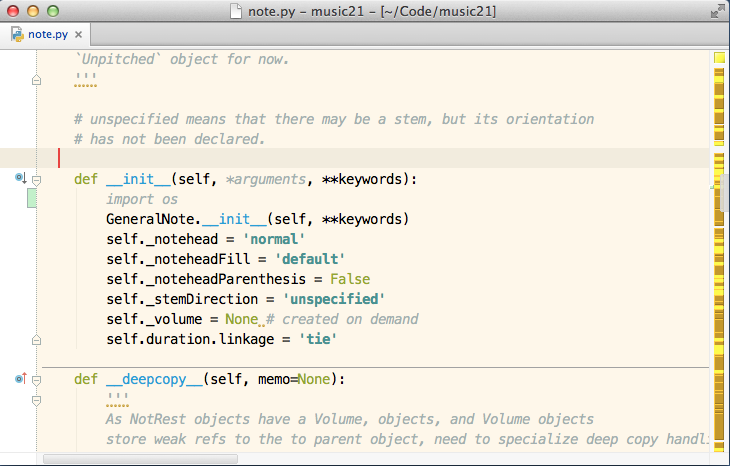 note.py – music21 – [~/Code/music21]
note.py ×
`Unpitched` object for now.
'''
# unspecified means that there may be a stem, but its orientation
# has not been declared.
def __init__(self, *arguments, **keywords):
import os
GeneralNote.__init__(self, **keywords)
self._notehead = 'normal'
self._noteheadFill = 'default'
self._noteheadParenthesis = False
self._stemDirection = 'unspecified'
self._volume = None # created on demand
self.duration.linkage = 'tie'
def __deepcopy__(self, memo=None):
'''
As NotRest objects have a Volume, objects, and Volume objects
store weak refs to the to parent object, need to specialize deep copy handl